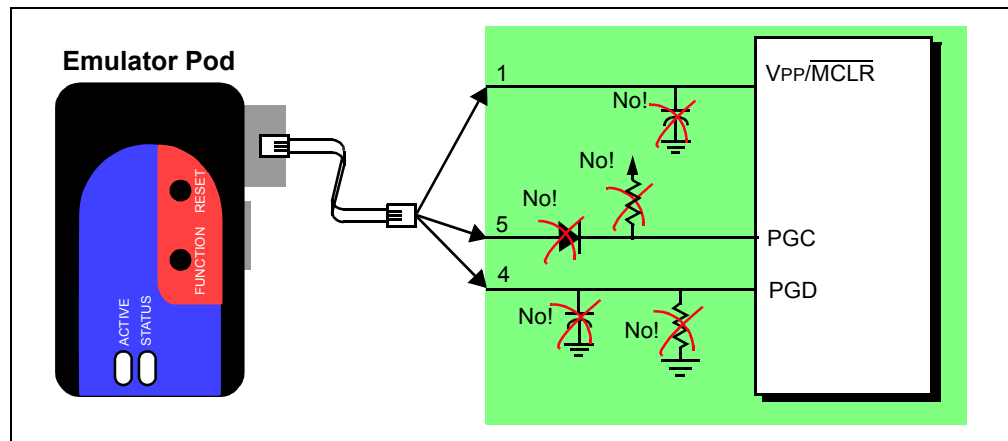 Emulator Pod
RESET
FUNCTION
ACTIVE
STATUS
1
VPP/MCLR
No!
No!
No!
5
PGC
4
PGD
No!
No!